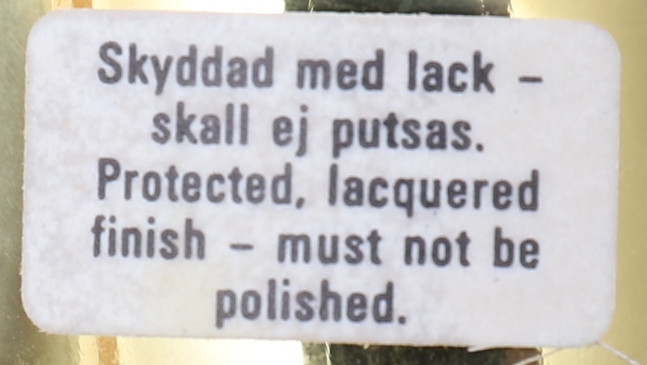 Skyddad med lack –
skall ej putsas.
Protected, lacquered
finish – must not be
polished.